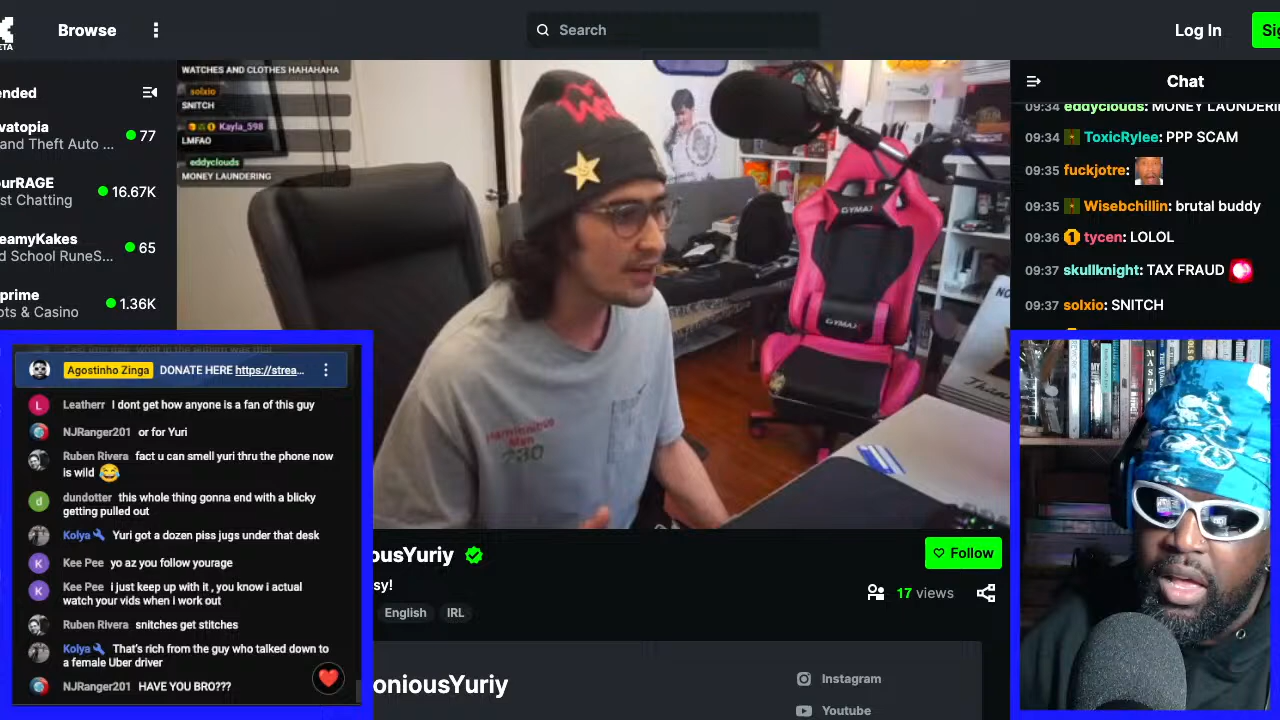 Browse
Search
Log In
ETA
ended
vatopia
and Theft Auto ...
77
ourRAGE
st Chatting
16.67K
eamyKakes
d School RuneS...
65
prime
ots & Casino
1.36K
WATCHES AND CLOTHES HAHAHAHA
solxio
SNITCH
Kayla_598
LMFAO
eddyclouds
MONEY LAUNDERING
GYMAX
GYMAX
Harmonious
Man
230
Chat
09:34 eddyclouds: MONEY LAUNDERIN
09:34 ToxicRylee: PPP SCAM
09:35 fuckjotre:
09:35 Wisebchillin: brutal buddy
09:36 tycen: LOLOL
09:37 skullknight: TAX FRAUD
09:37 solxio: SNITCH
Agostinho Zinga DONATE HERE https://strea...
L Leatherr I dont get how anyone is a fan of this guy
NJRanger201 or for Yuri
Ruben Rivera fact u can smell yuri thru the phone now
is wild 😂
d dundotter this whole thing gonna end with a blicky
getting pulled out
Kolya Yuri got a dozen piss jugs under that desk
K Kee Pee yo az you follow yourage
K Kee Pee i just keep up with it , you know i actual
watch your vids when i work out
Ruben Rivera snitches get stitches
Kolya That's rich from the guy who talked down to
a female Uber driver
NJRanger201 HAVE YOU BRO???
ousYuriy
Follow
sy!
17 views
English
IRL
oniousYuriy
Instagram
Youtube